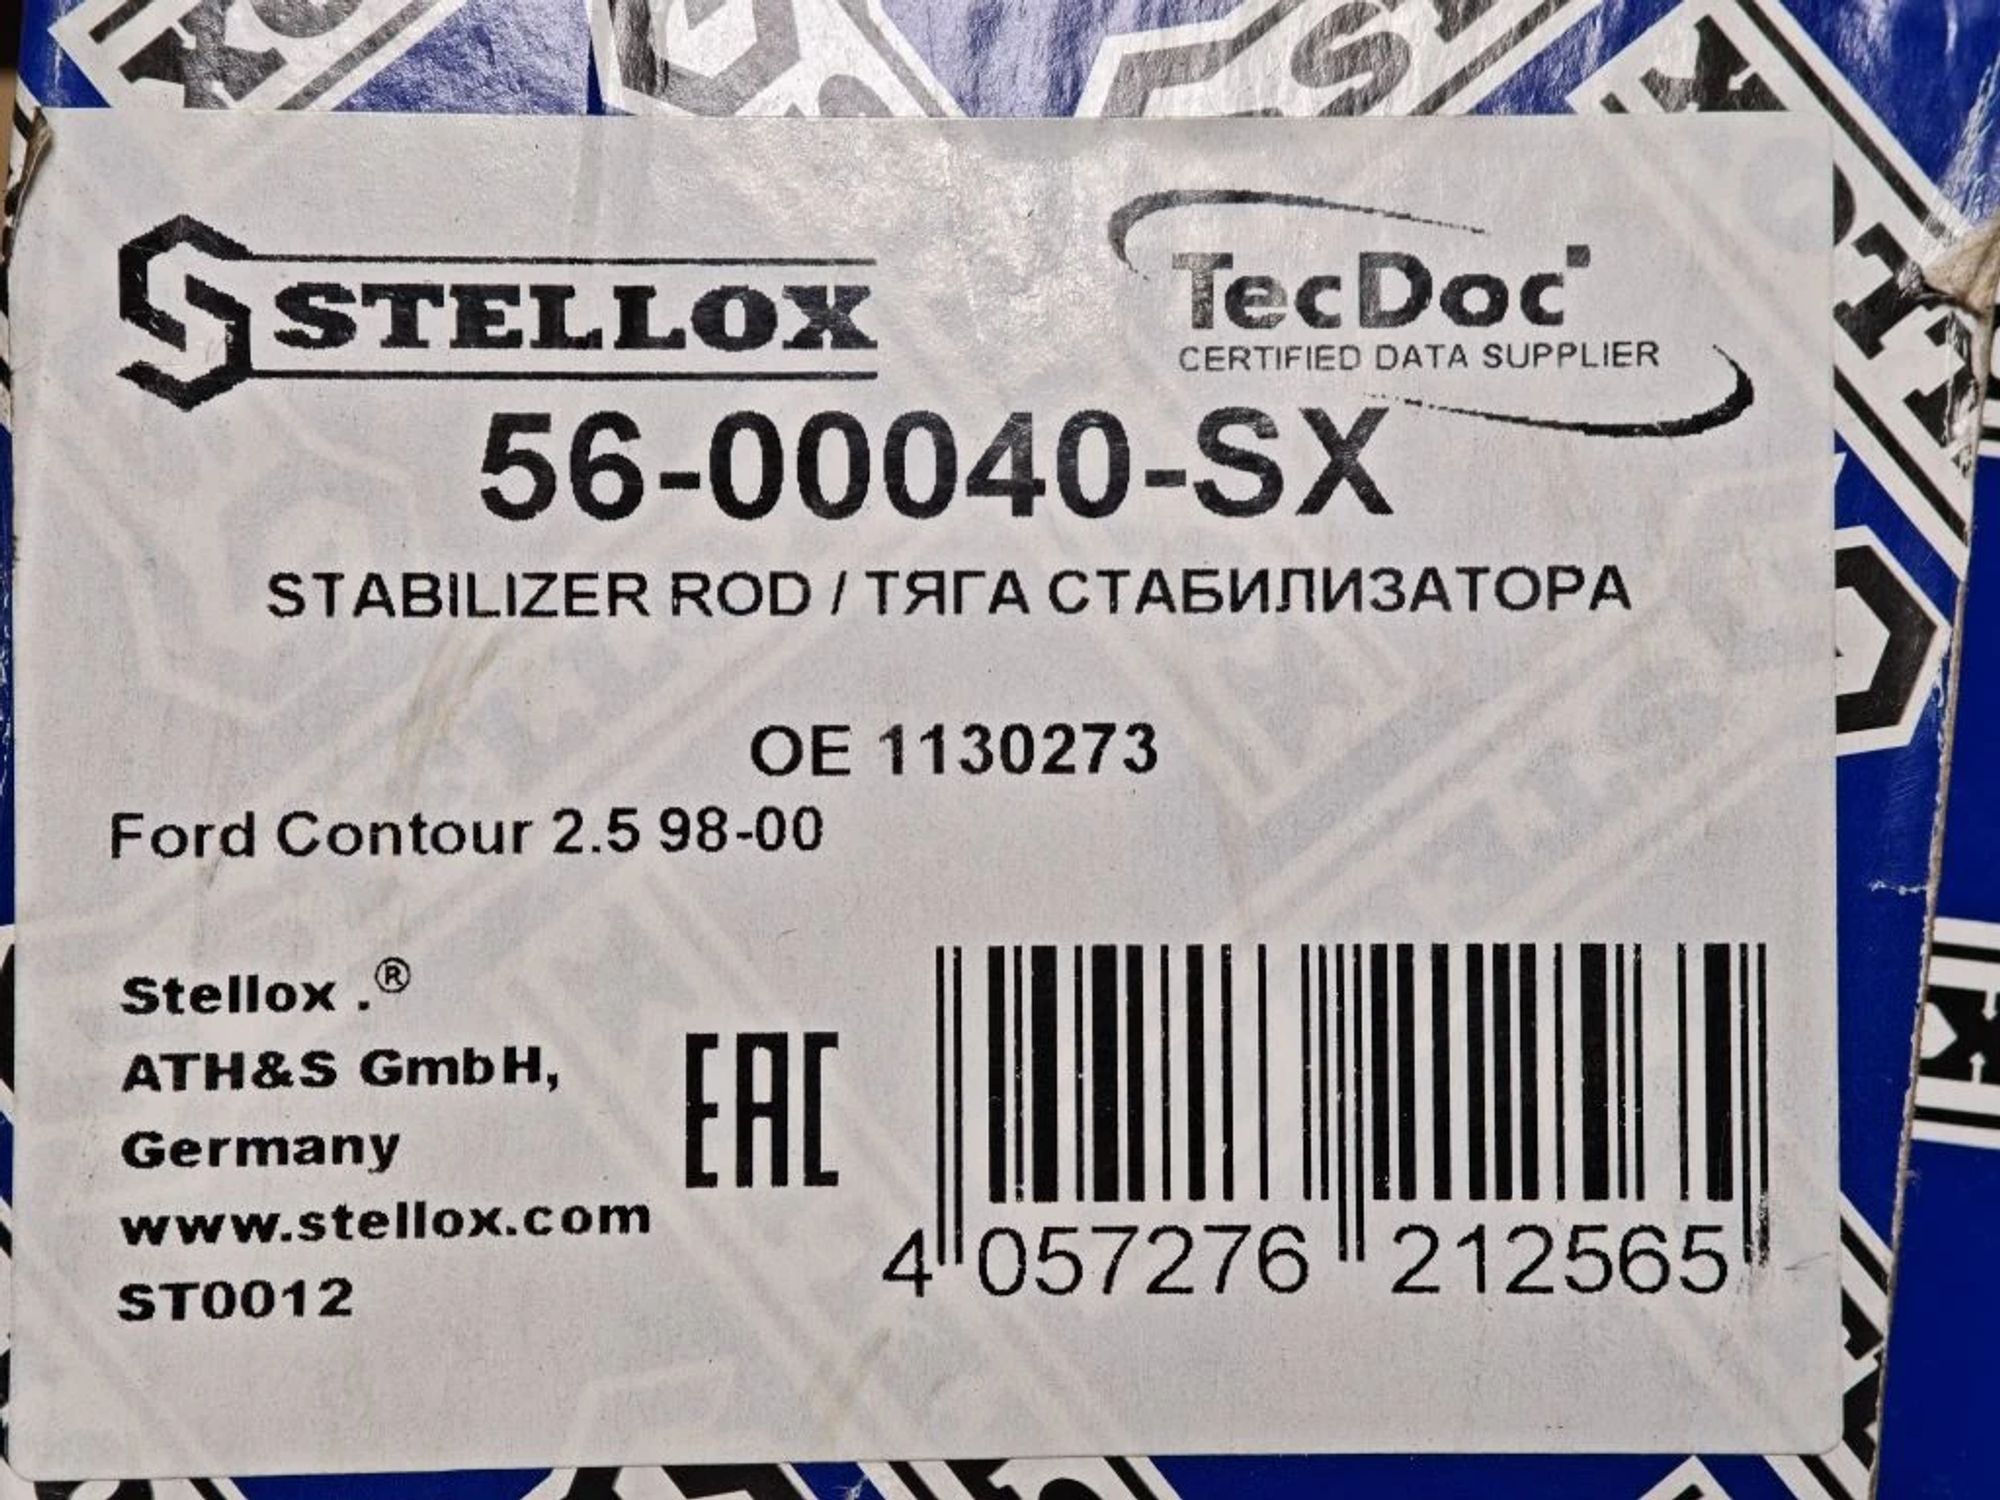 STELLOX
TecDoc
CERTIFIED DATA SUPPLIER
56-00040-SX
STABILIZER ROD / ТЯГА СТАБИЛИЗАТОРА
OE 1130273
Ford Contour 2.5 98-00
Stellox .®
ATH&S GmbH,
Germany
www.stellox.com
ST0012
EAC
4 057276 212565